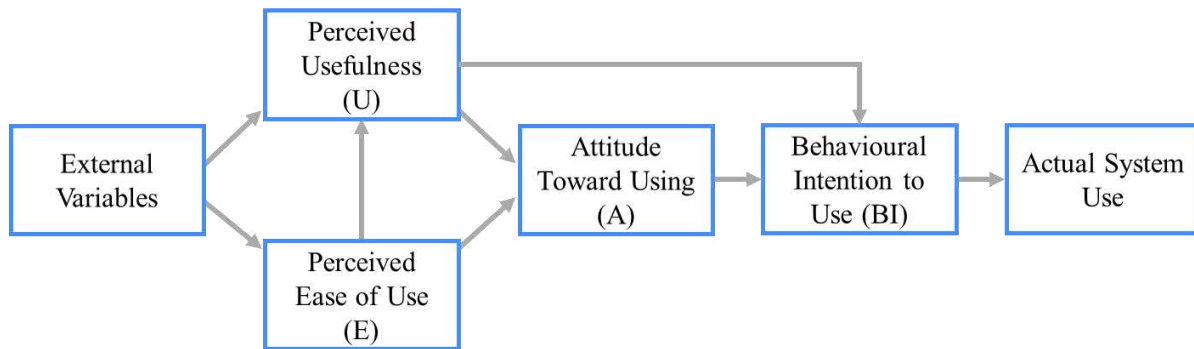 External
Variables
Perceived
Usefulness
(U)
Perceived
Ease of Use
(E)
Attitude
Toward Using
(A)
Behavioural
Intention to
Use (BI)
Actual System
Use